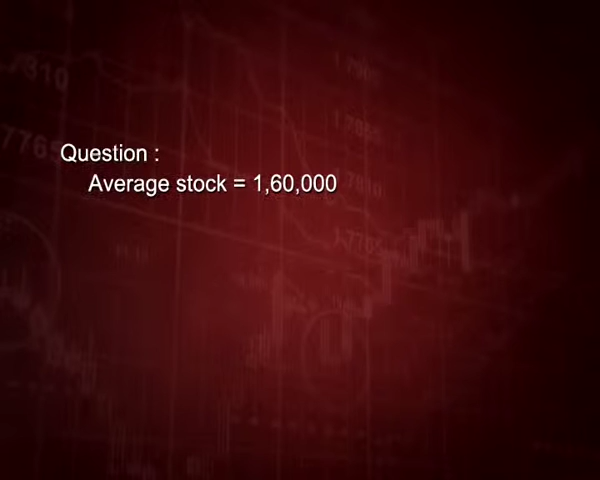 Question :
Average stock = 1,60,000